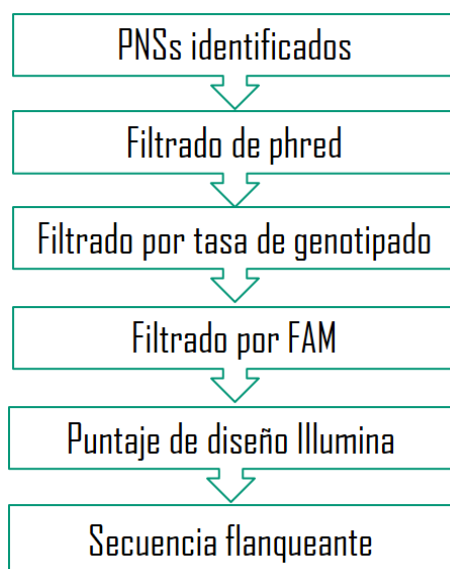 PNSs identificados
Filtrado de phred
Filtrado por tasa de genotipado
Filtrado por FAM
Puntaje de diseño Illumina
Secuencia flanqueante